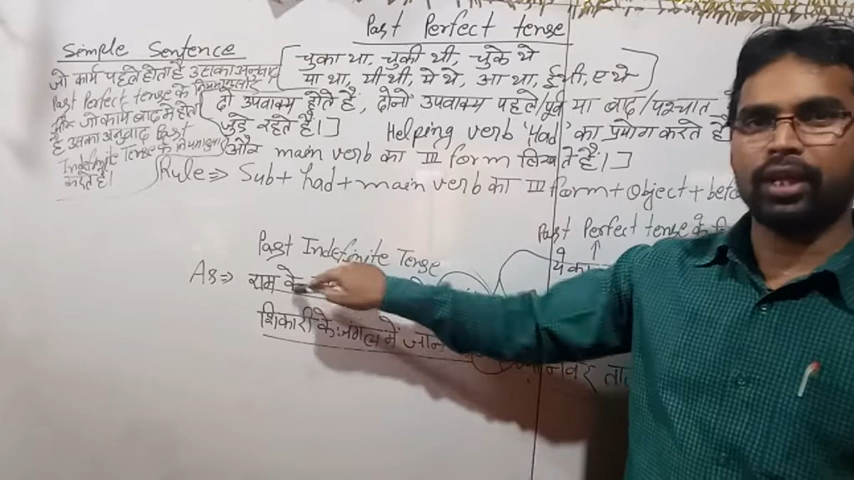 Past Perfect tense
Simple Sentence
जो कार्य पहले होता है उसका अनुवाद
Past Perfect tense के नियमानुसार
और जो कार्य बाद में होता
है उसका अनुवाद Past
Indefinite Tense के नियमानुसार
करते हैं।
[चुका था, चुकी थी, चुके थे
या था, यी थी, ये थे, आ था, ई थी, ए थे]
दो उपवाक्य होते हैं, दोनो उपवाक्य पहले/पूर्व या बाद/पश्चात
जुड़े रहते हैं।] Helping verb 'Had' का प्रयोग करते हैं
और main verb का III form लिखते हैं।]
Rule⇒ Sub + had + main verb का III form + object +
Past Indefinite Tense
Past Perfect tense के
As⇒ राम के
शिकारी के जंगल में जाने